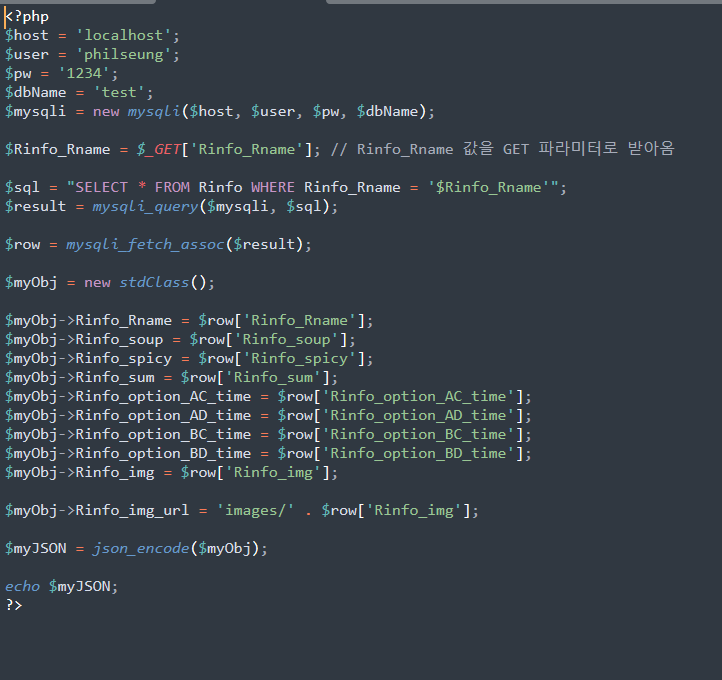 <?php
$host = 'localhost';
$user = 'philseung';
$pw = '1234';
$dbName = 'test';
$mysqli = new mysqli($host, $user, $pw, $dbName);
$Rinfo_Rname = $_GET['Rinfo_Rname']; // Rinfo_Rname 값을 GET 파라미터로 받아옴
$sql = "SELECT * FROM Rinfo WHERE Rinfo_Rname = '$Rinfo_Rname'";
$result = mysqli_query($mysqli, $sql);
$row = mysqli_fetch_assoc($result);
$myObj = new stdClass();
$myObj->Rinfo_Rname = $row['Rinfo_Rname'];
$myObj->Rinfo_soup = $row['Rinfo_soup'];
$myObj->Rinfo_spicy = $row['Rinfo_spicy'];
$myObj->Rinfo_sum = $row['Rinfo_sum'];
$myObj->Rinfo_option_AC_time = $row['Rinfo_option_AC_time'];
$myObj->Rinfo_option_AD_time = $row['Rinfo_option_AD_time'];
$myObj->Rinfo_option_BC_time = $row['Rinfo_option_BC_time'];
$myObj->Rinfo_option_BD_time = $row['Rinfo_option_BD_time'];
$myObj->Rinfo_img = $row['Rinfo_img'];
$myObj->Rinfo_img_url = 'images/' . $row['Rinfo_img'];
$myJSON = json_encode($myObj);
echo $myJSON;
?>